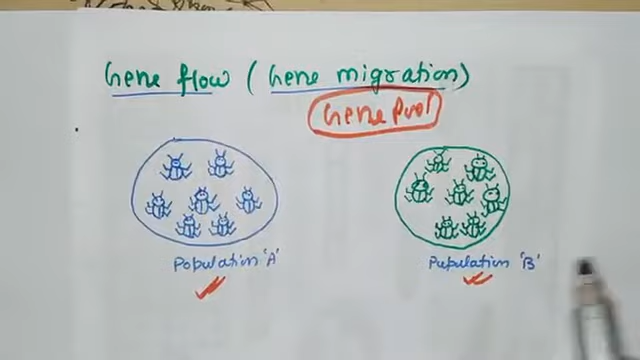 Gene flow (Gene migration)
Gene Pool
Population 'A'
Population 'B'